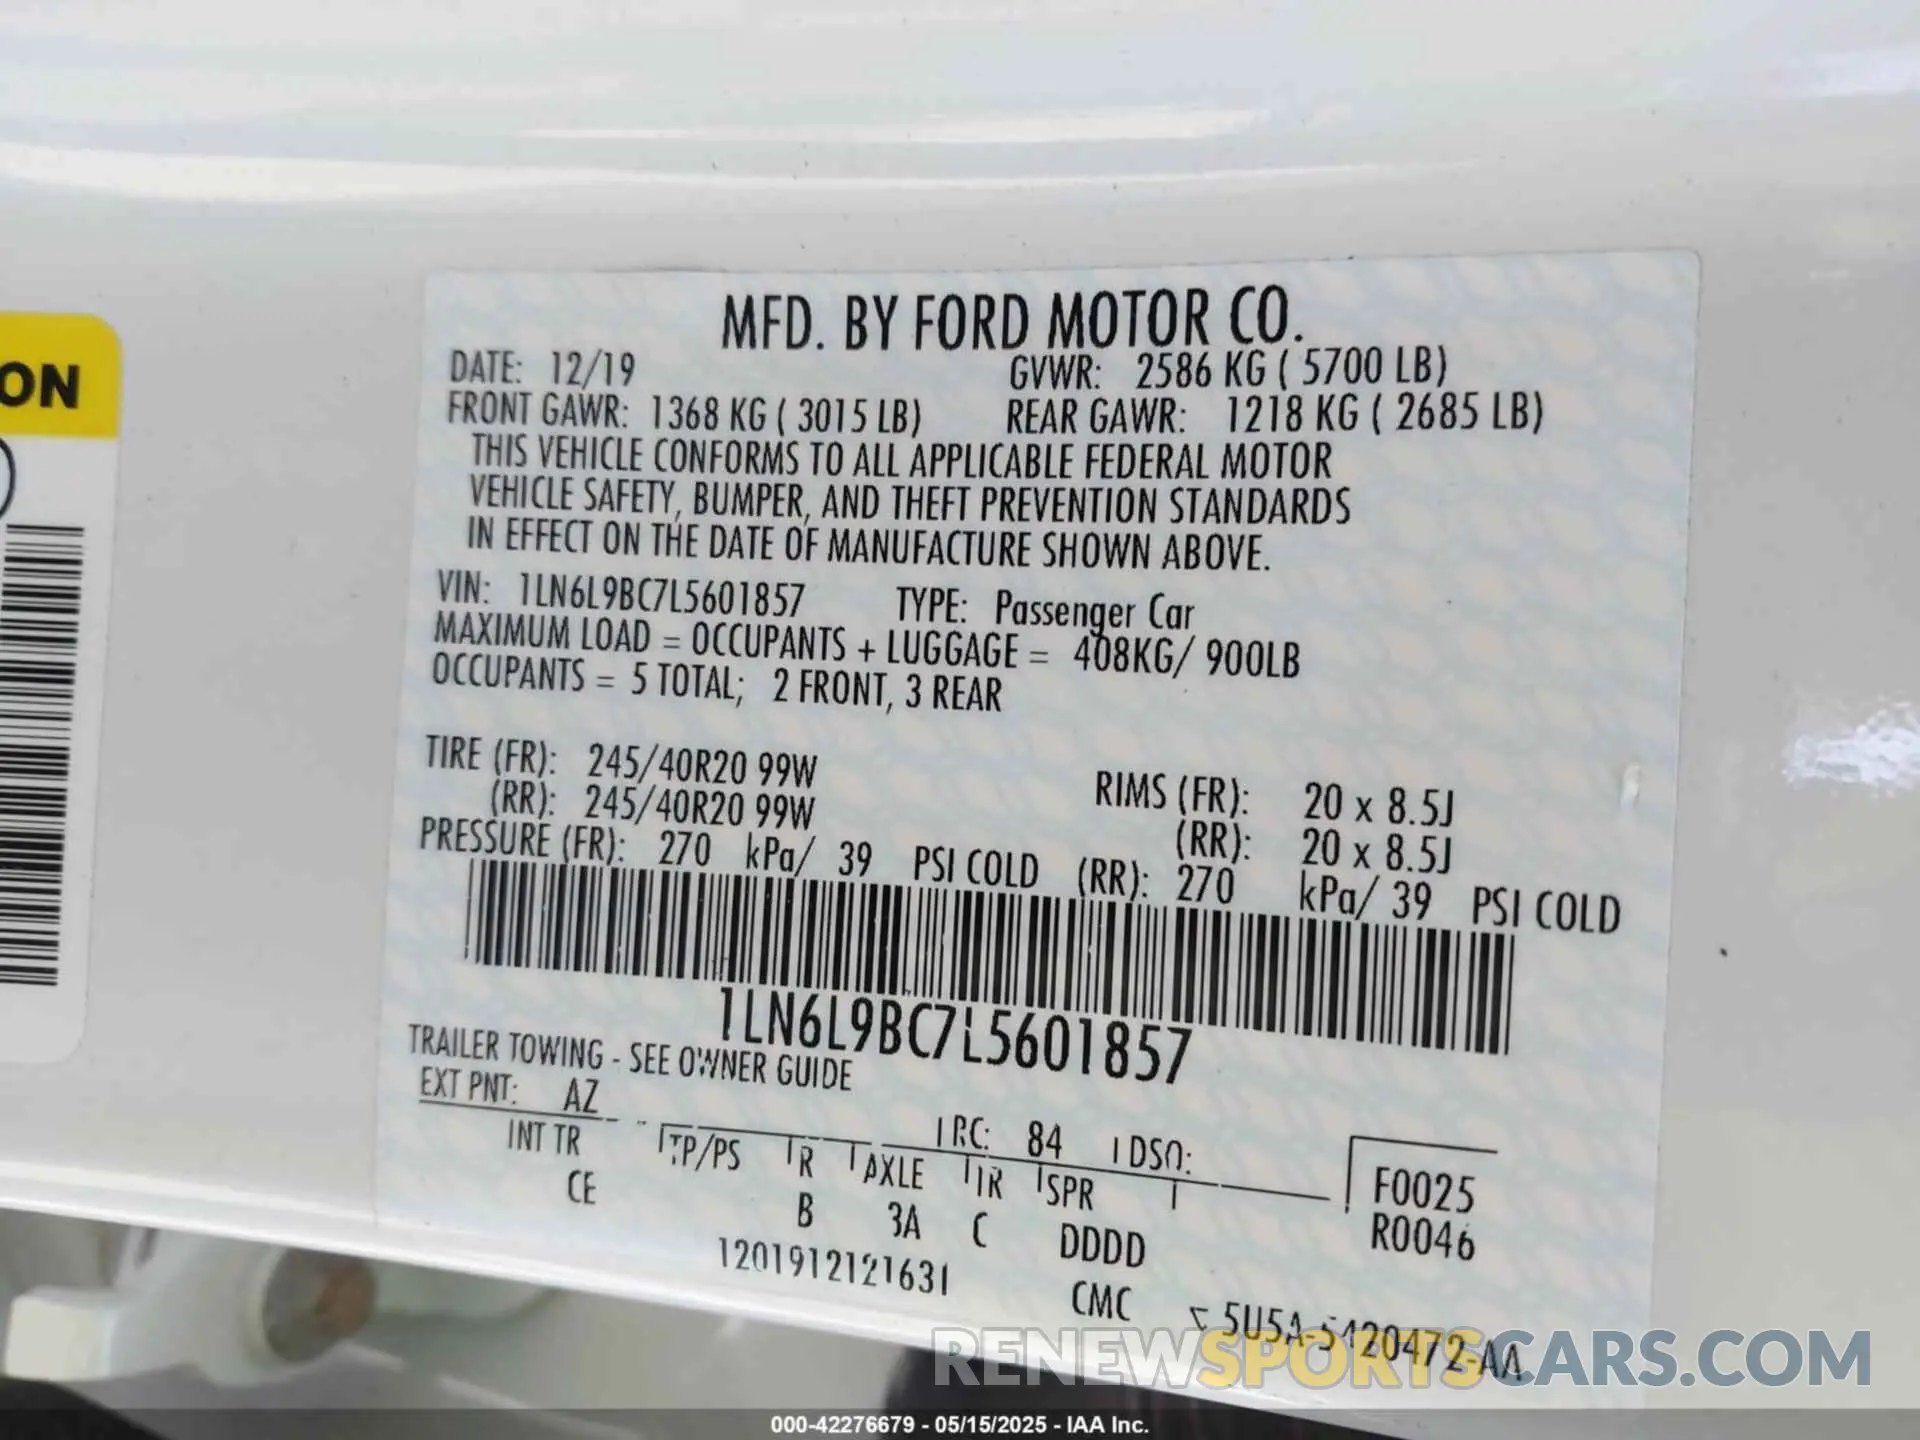 ON
MFD. BY FORD MOTOR CO.
DATE: 12/19 GVWR: 2586 KG ( 5700 LB)
FRONT GAWR: 1368 KG ( 3015 LB) REAR GAWR: 1218 KG ( 2685 LB)
THIS VEHICLE CONFORMS TO ALL APPLICABLE FEDERAL MOTOR
VEHICLE SAFETY, BUMPER, AND THEFT PREVENTION STANDARDS
IN EFFECT ON THE DATE OF MANUFACTURE SHOWN ABOVE.
VIN: 1LN6L9BC7L5601857 TYPE: Passenger Car
MAXIMUM LOAD = OCCUPANTS + LUGGAGE = 408KG/ 900LB
OCCUPANTS = 5 TOTAL; 2 FRONT, 3 REAR
TIRE (FR): 245/40R20 99W RIMS (FR): 20 x 8.5J
(RR): 245/40R20 99W (RR): 20 x 8.5J
PRESSURE (FR): 270 kPa/ 39 PSI COLD (RR): 270 kPa/ 39 PSI COLD
1LN6L9BC7L5601857
TRAILER TOWING - SEE OWNER GUIDE
EXT PNT: AZ RC: 84 DSO:
INT TR TP/PS R AXLE TR SPR F0025
CE B 3A C DDDD R0046
1201912121631 CMC 5U5A-5420472-AA
RENEWSPORTSCARS.COM
000-42276679 - 05/15/2025 - IAA Inc.